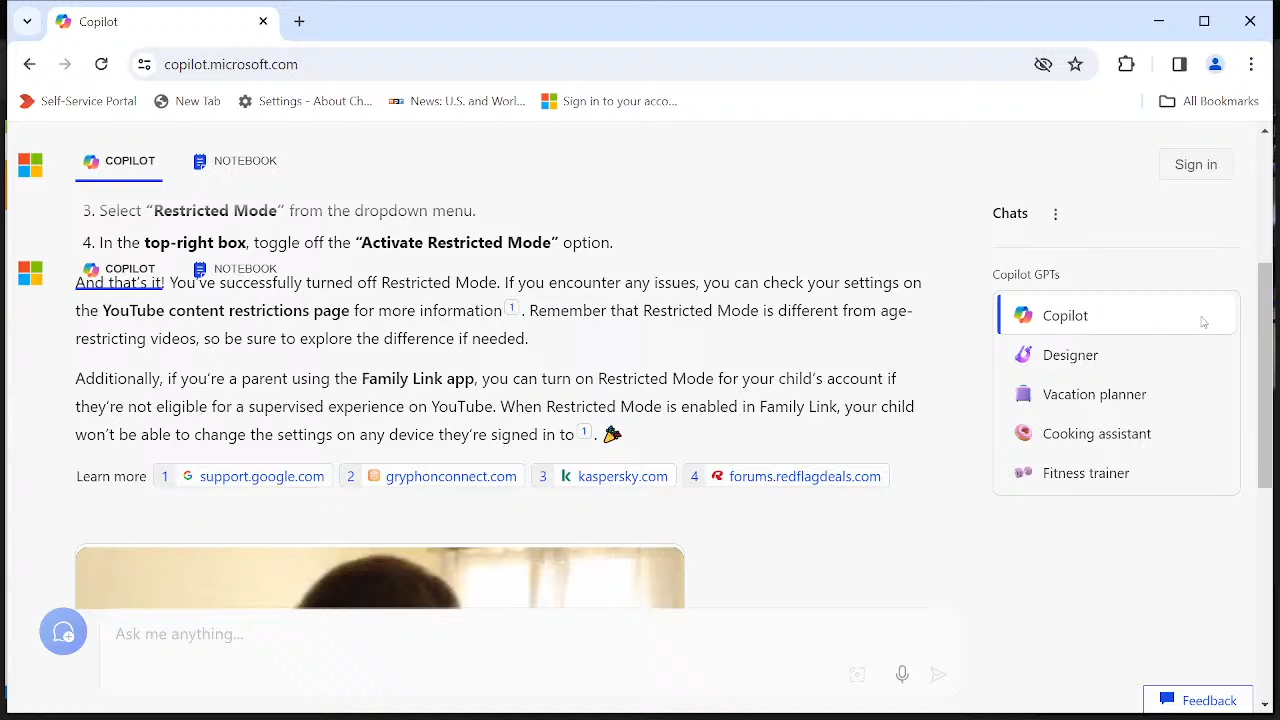 Copilot
copilot.microsoft.com
Self-Service Portal
New Tab
Settings - About Ch...
News: U.S. and Worl...
Sign in to your acco...
All Bookmarks
COPILOT
NOTEBOOK
Sign in
3. Select “Restricted Mode” from the dropdown menu.
4. In the top-right box, toggle off the “Activate Restricted Mode” option.
COPILOT
NOTEBOOK
And that’s it! You’ve successfully turned off Restricted Mode. If you encounter any issues, you can check your settings on
the YouTube content restrictions page for more information 1 . Remember that Restricted Mode is different from age-
restricting videos, so be sure to explore the difference if needed.
Additionally, if you’re a parent using the Family Link app, you can turn on Restricted Mode for your child’s account if
they’re not eligible for a supervised experience on YouTube. When Restricted Mode is enabled in Family Link, your child
won’t be able to change the settings on any device they’re signed in to 1 .
Learn more 1 support.google.com 2 gryphonconnect.com 3 kaspersky.com 4 forums.redflagdeals.com
Ask me anything...
Chats
Copilot GPTs
Copilot
Designer
Vacation planner
Cooking assistant
Fitness trainer
Feedback